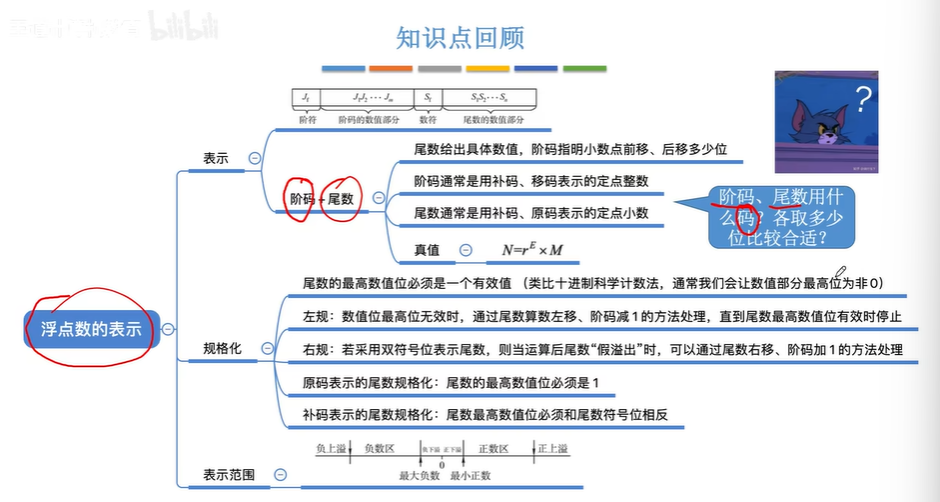 bilibili
知识点回顾
J_f J₁J₂⋯J_m S_f S₁S₂⋯S_n
阶符 阶码的数值部分 数符 尾数的数值部分
?
表示
阶码+尾数
尾数给出具体数值，阶码指明小数点前移、后移多少位
阶码通常是用补码、移码表示的定点整数
尾数通常是用补码、原码表示的定点小数
真值
N=r^E×M
阶码、尾数用什
么码？各取多少
位比较合适？
浮点数的表示
规格化
尾数的最高数值位必须是一个有效值 （类比十进制科学计数法，通常我们会让数值部分最高位为非0）
左规：数值位最高位无效时，通过尾数算数左移、阶码减1的方法处理，直到尾数最高数值位有效时停止
右规：若采用双符号位表示尾数，则当运算后尾数“假溢出”时，可以通过尾数右移、阶码加1的方法处理
原码表示的尾数规格化：尾数的最高数值位必须是1
补码表示的尾数规格化：尾数最高数值位必须和尾数符号位相反
表示范围
负上溢 负数区 负下溢 正下溢 正数区 正上溢
0
最大负数 最小正数